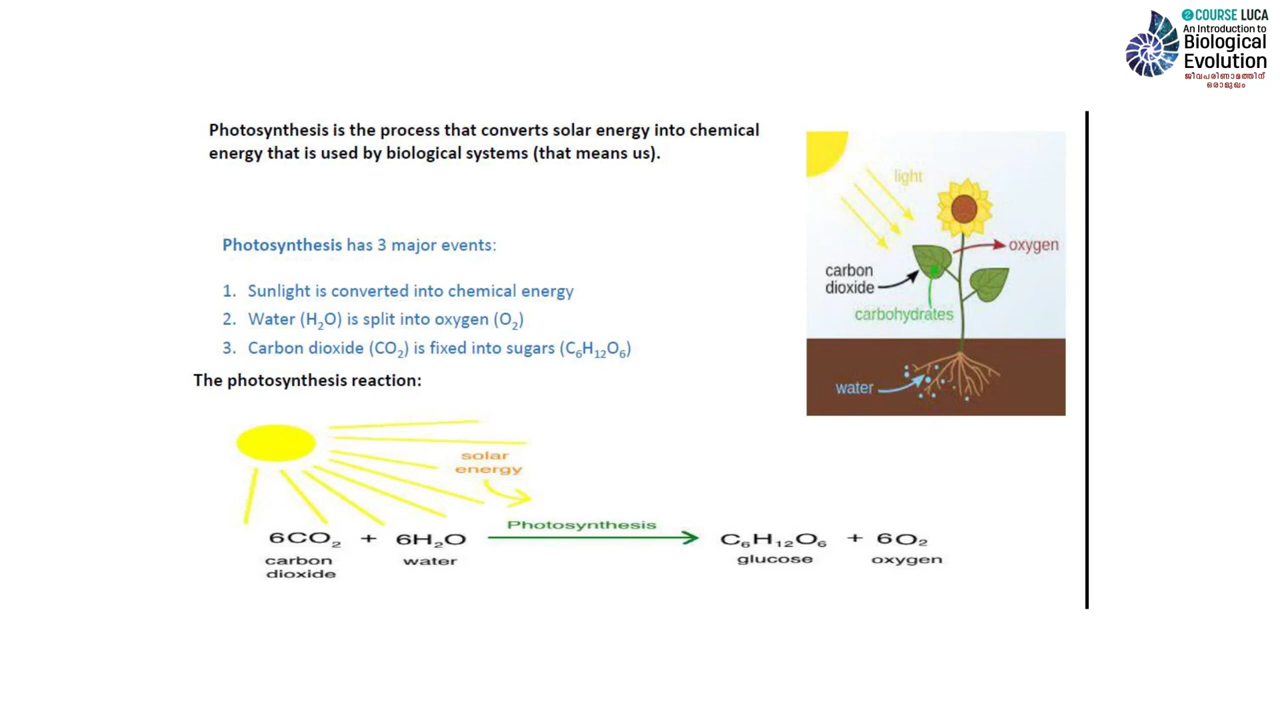 COURSE LUCA
An Introduction to
Biological
Evolution
ജീവപരിണാമത്തിന്
ഒരാമുഖം
Photosynthesis is the process that converts solar energy into chemical
energy that is used by biological systems (that means us).
Photosynthesis has 3 major events:
1. Sunlight is converted into chemical energy
2. Water (H₂O) is split into oxygen (O₂)
3. Carbon dioxide (CO₂) is fixed into sugars (C₆H₁₂O₆)
light
oxygen
carbon
dioxide
carbohydrates
water
The photosynthesis reaction:
solar
energy
Photosynthesis
6CO₂ + 6H₂O C₆H₁₂O₆ + 6O₂
carbon water glucose oxygen
dioxide